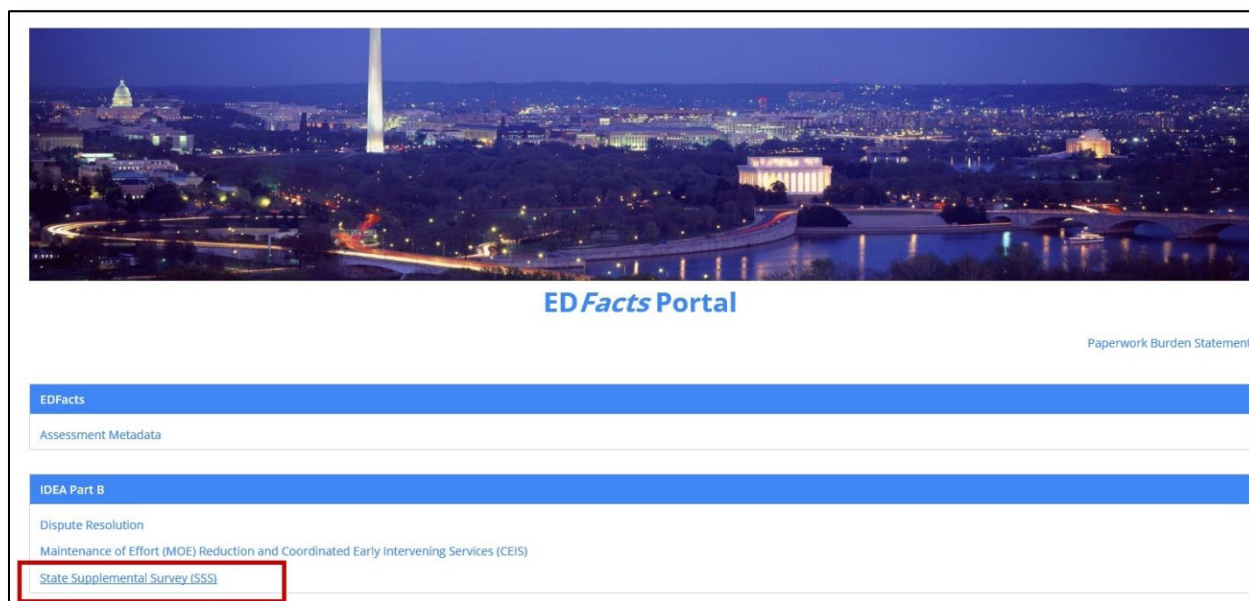 EDFacts Portal
Paperwork Burden Statement
EDFacts
Assessment Metadata
IDEA Part B
Dispute Resolution
Maintenance of Effort (MOE) Reduction and Coordinated Early Intervening Services (CEIS)
State Supplemental Survey (SSS)